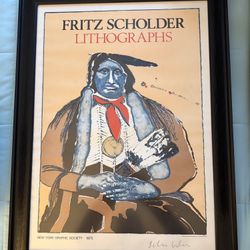 FRITZ SCHOLDER
LITHOGRAPHS
NEW YORK GRAPHIC SOCIETY 1975